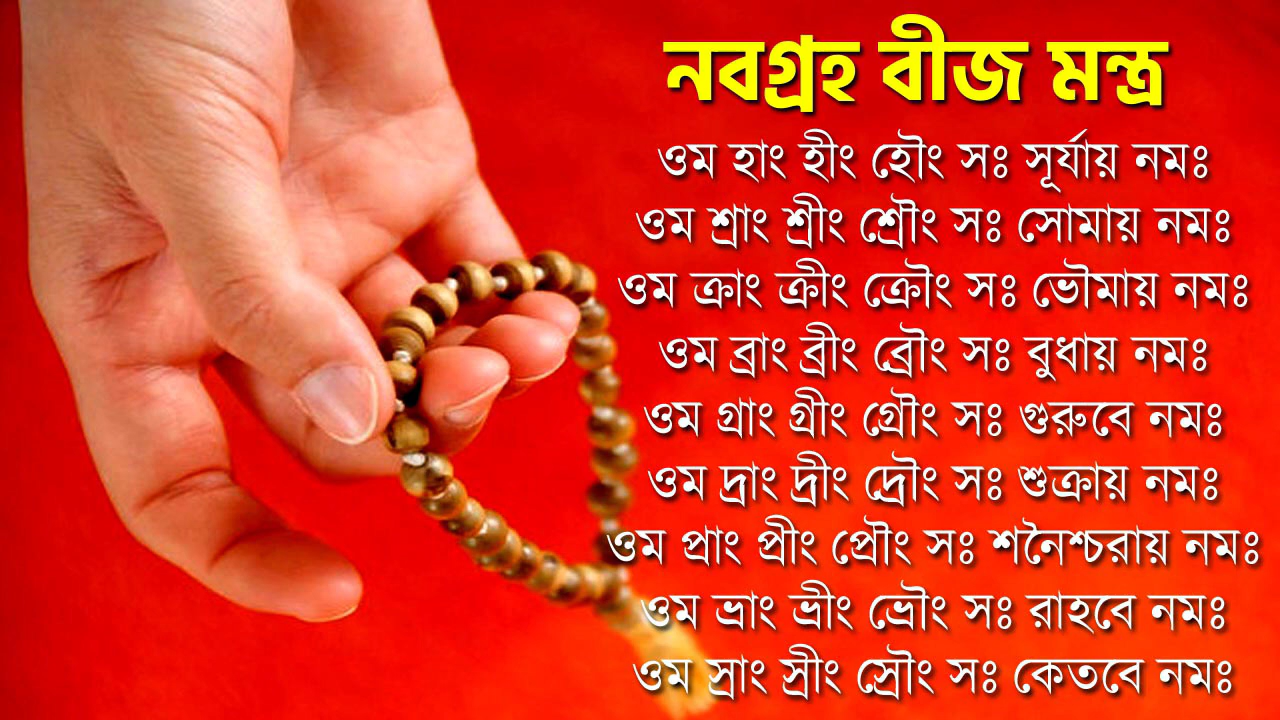 নবগ্রহ বীজ মন্ত্র
ওম হাং হীং হৌং সঃ সূর্যায় নমঃ
ওম শ্রাং শ্রীং শ্রৌং সঃ সোমায় নমঃ
ওম ক্রাং ক্রীং ক্রৌং সঃ ভৌমায় নমঃ
ওম ব্রাং ব্রীং ব্রৌং সঃ বুধায় নমঃ
ওম গ্রাং গ্রীং গ্রৌং সঃ গুরুবে নমঃ
ওম দ্রাং দ্রীং দ্রৌং সঃ শুক্রায় নমঃ
ওম প্রাং প্রীং প্রৌং সঃ শনৈশ্চরায় নমঃ
ওম ভ্রাং ভ্রীং ভ্রৌং সঃ রাহবে নমঃ
ওম স্রাং স্রীং স্রৌং সঃ কেতবে নমঃ